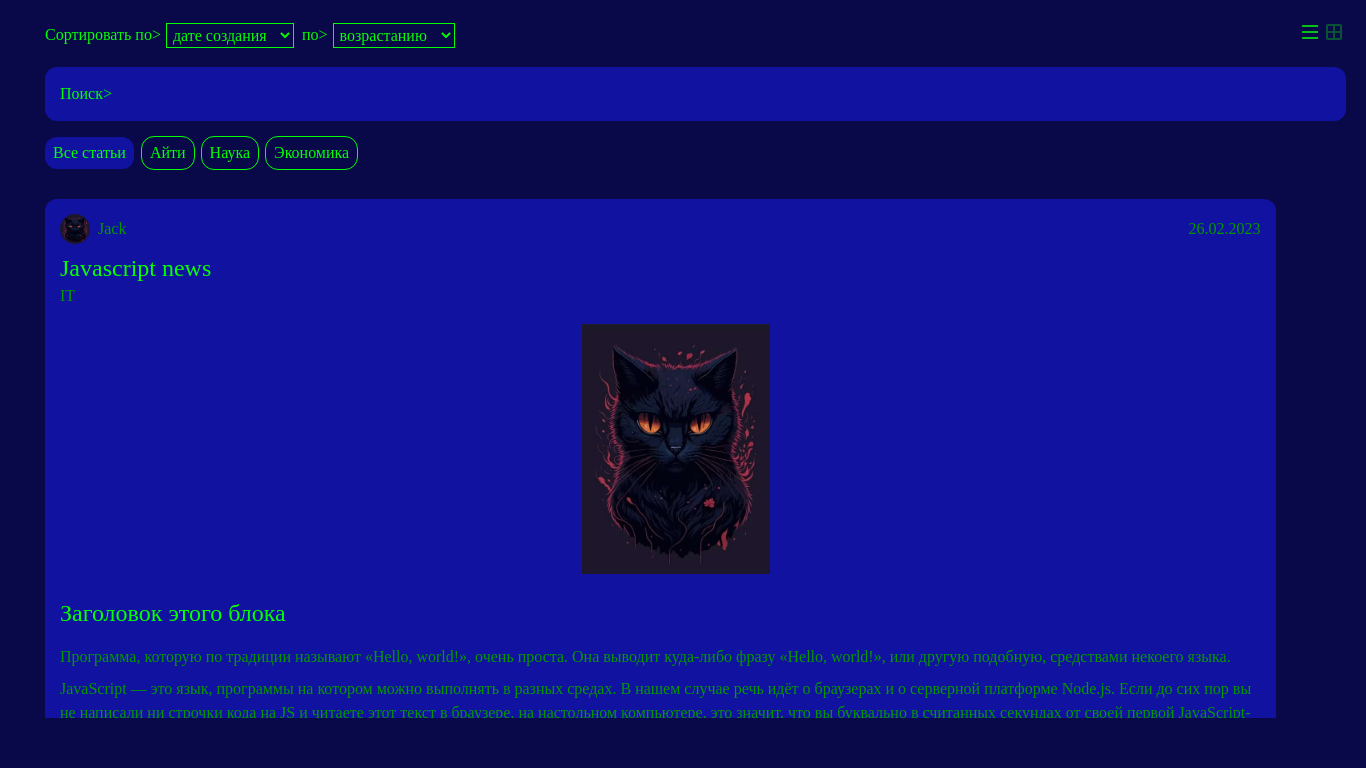 Сортировать по> дате создания по> возрастанию
Поиск>
Все статьи Айти Наука Экономика
Jack 26.02.2023
Javascript news
IT
Заголовок этого блока
Программа, которую по традиции называют «Hello, world!», очень проста. Она выводит куда-либо фразу «Hello, world!», или другую подобную, средствами некоего языка.
JavaScript — это язык, программы на котором можно выполнять в разных средах. В нашем случае речь идёт о браузерах и о серверной платформе Node.js. Если до сих пор вы
не написали ни строчки кода на JS и читаете этот текст в браузере, на настольном компьютере, это значит, что вы буквально в считанных секундах от своей первой JavaScript-